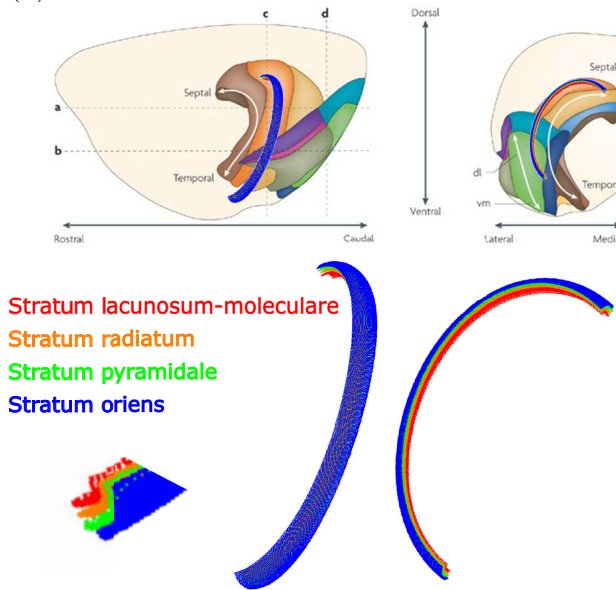 c d
Dorsal
Septal
Septal
a
b
dl
Temporal
Temporal
vm
Ventral
Rostral
Caudal
Lateral
Stratum lacunosum-moleculare
Stratum radiatum
Stratum pyramidale
Stratum oriens